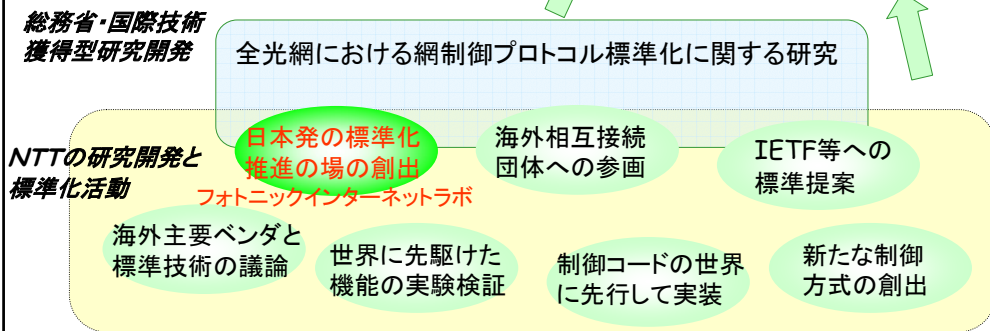 総務省・国際技術
獲得型研究開発
全光網における網制御プロトコル標準化に関する研究
NTTの研究開発と
標準化活動
日本発の標準化
推進の場の創出
フォトニックインターネットラボ
海外相互接続
団体への参画
IETF等への
標準提案
海外主要ベンダと
標準技術の議論
世界に先駆けた
機能の実験検証
制御コードの世界
に先行して実装
新たな制御
方式の創出